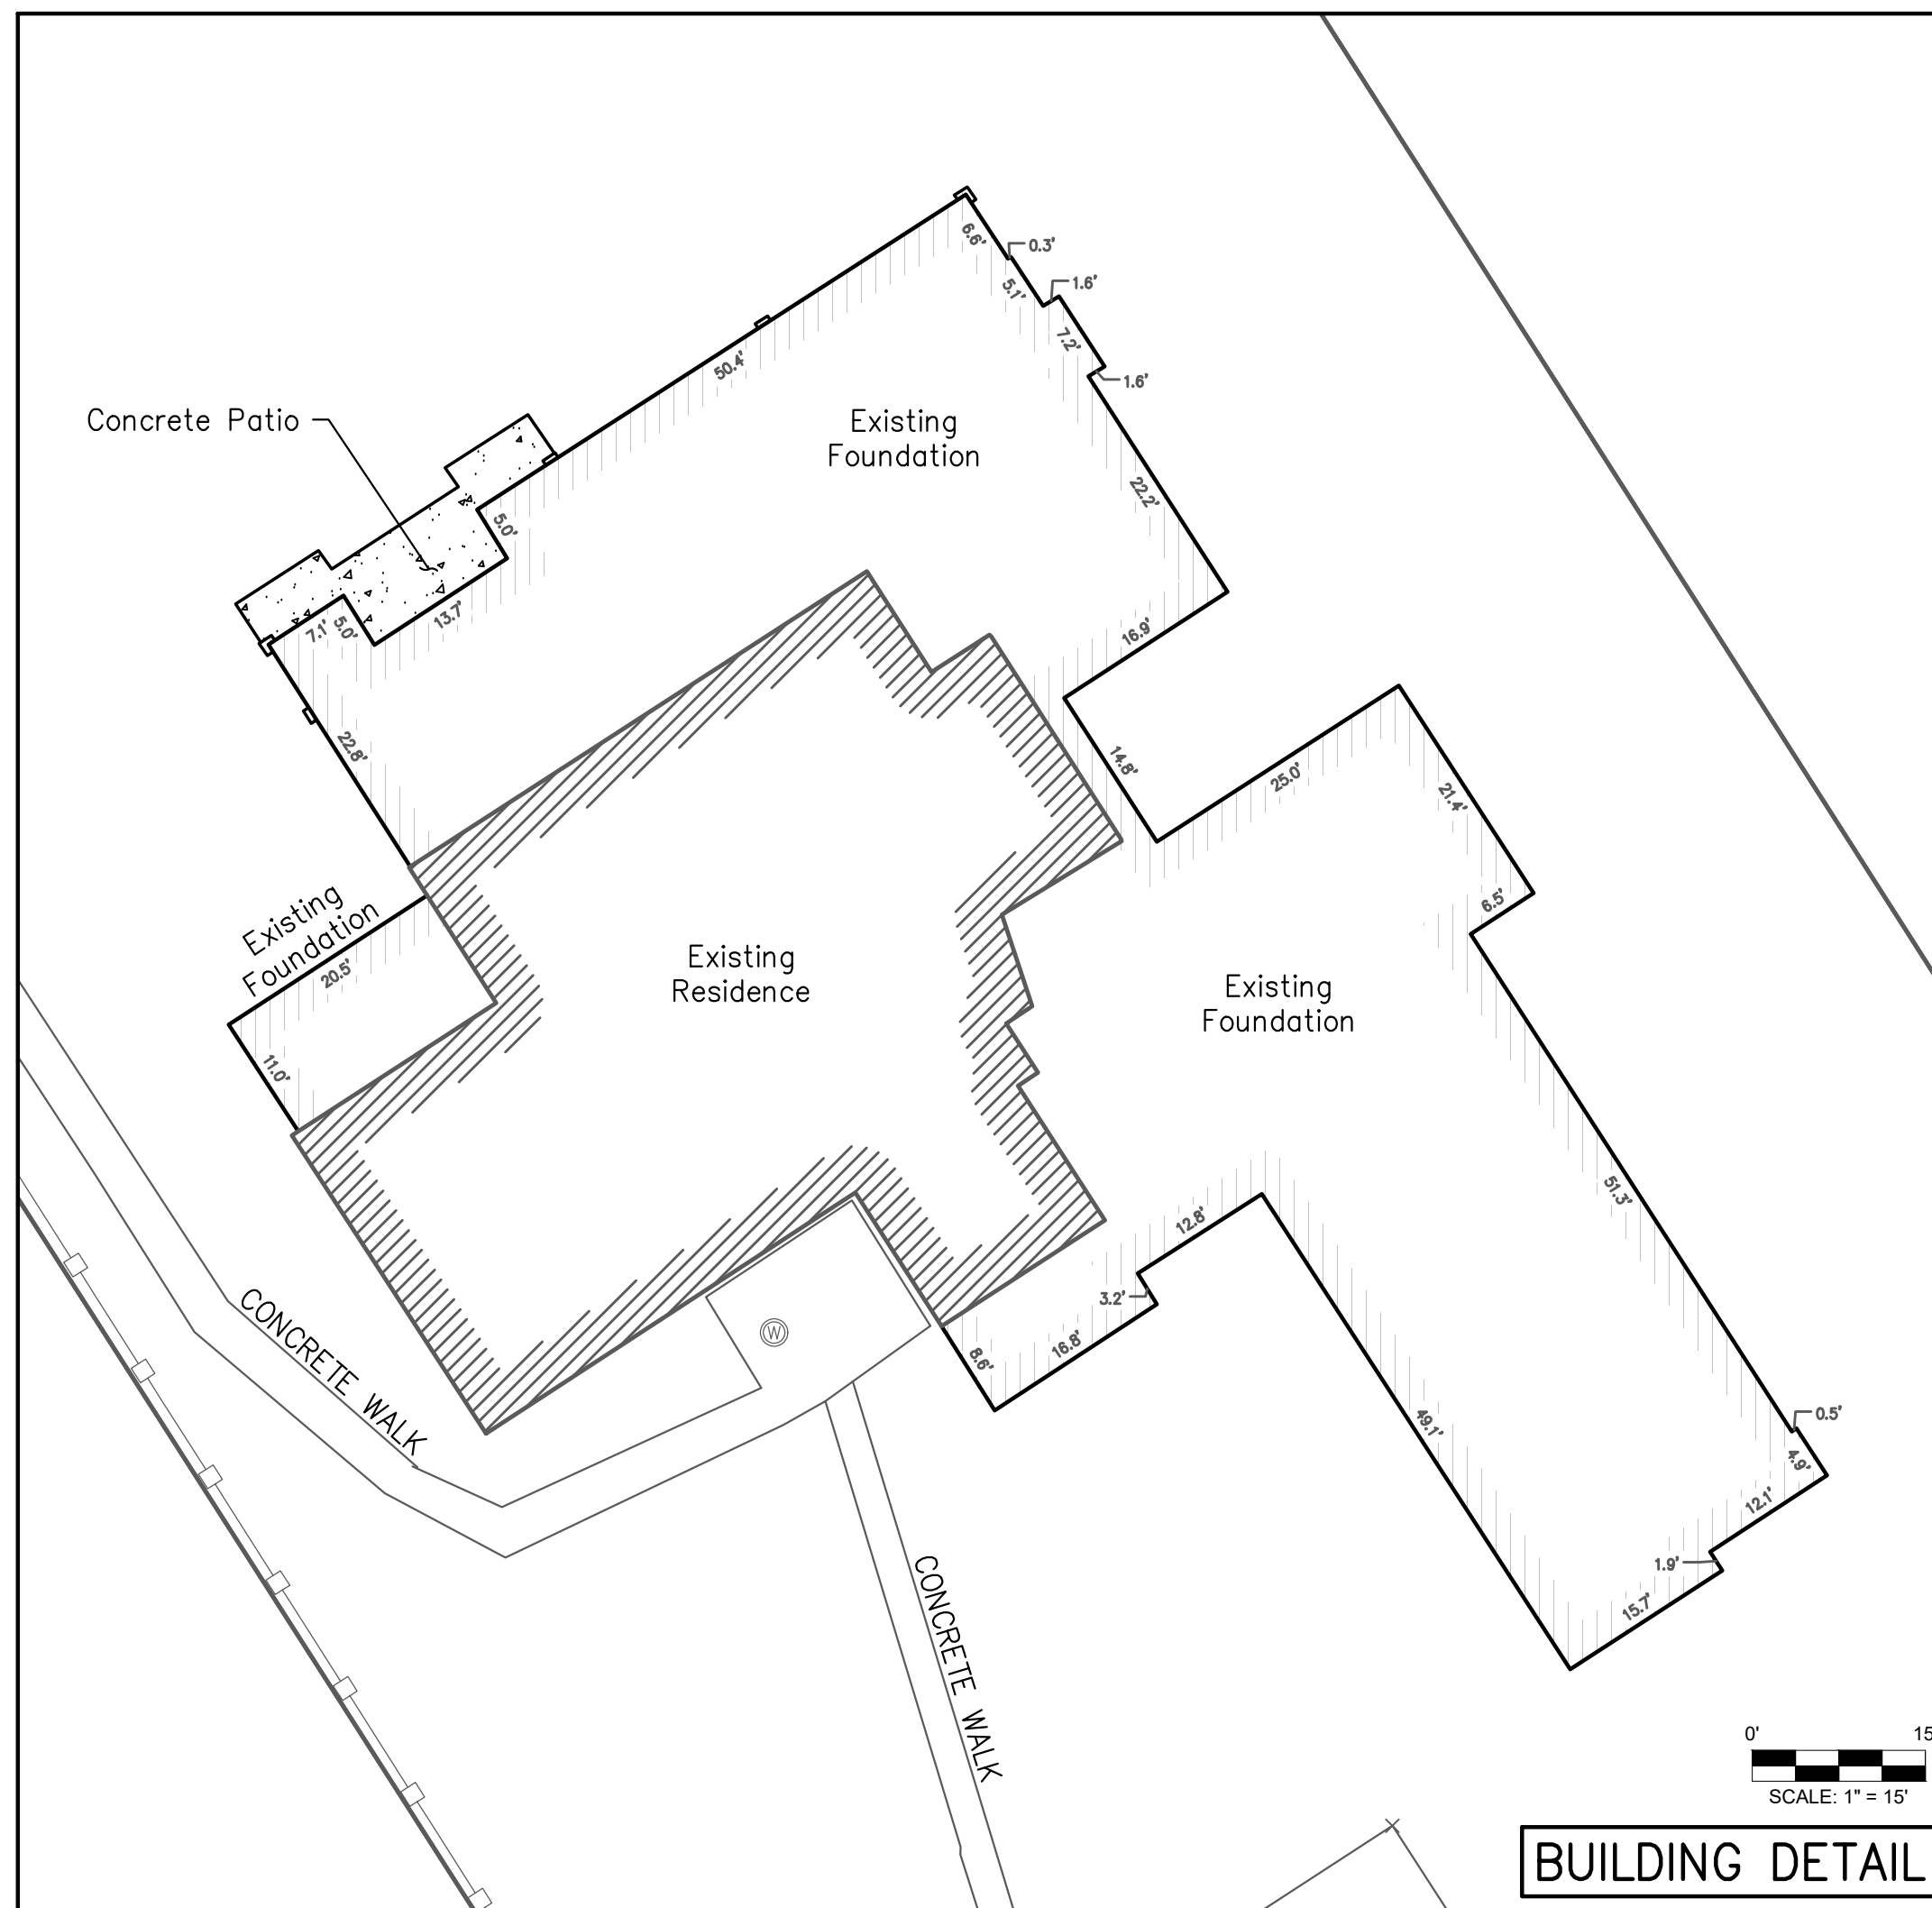 6.6'
0.3'
5.1'
1.6'
7.2'
1.6'
50.4'
Concrete Patio
Existing
Foundation
22.2'
5.0'
7.1'
5.0'
13.7'
16.9'
22.8'
14.8'
25.0'
21.4'
Existing
Foundation
20.5'
6.5'
Existing
Residence
Existing
Foundation
11.0'
51.3'
12.8'
3.2'
16.8'
8.6'
CONCRETE WALK
W
49.1'
0.5'
4.9'
12.1'
1.9'
15.7'
CONCRETE WALK
0' 15
SCALE: 1" = 15'
BUILDING DETAIL